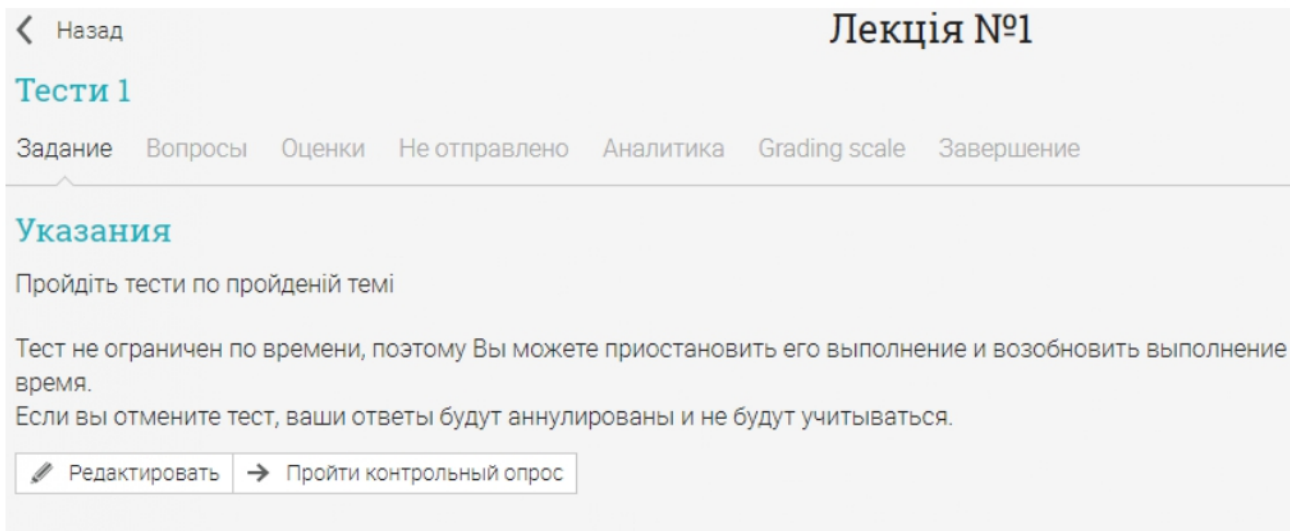 Назад
Лекція №1
Тести 1
Задание Вопросы Оценки Не отправлено Аналитика Grading scale Завершение
Указания
Пройдіть тести по пройденій темі
Тест не ограничен по времени, поэтому Вы можете приостановить его выполнение и возобновить выполнение
время.
Если вы отмените тест, ваши ответы будут аннулированы и не будут учитываться.
Редактировать Пройти контрольный опрос